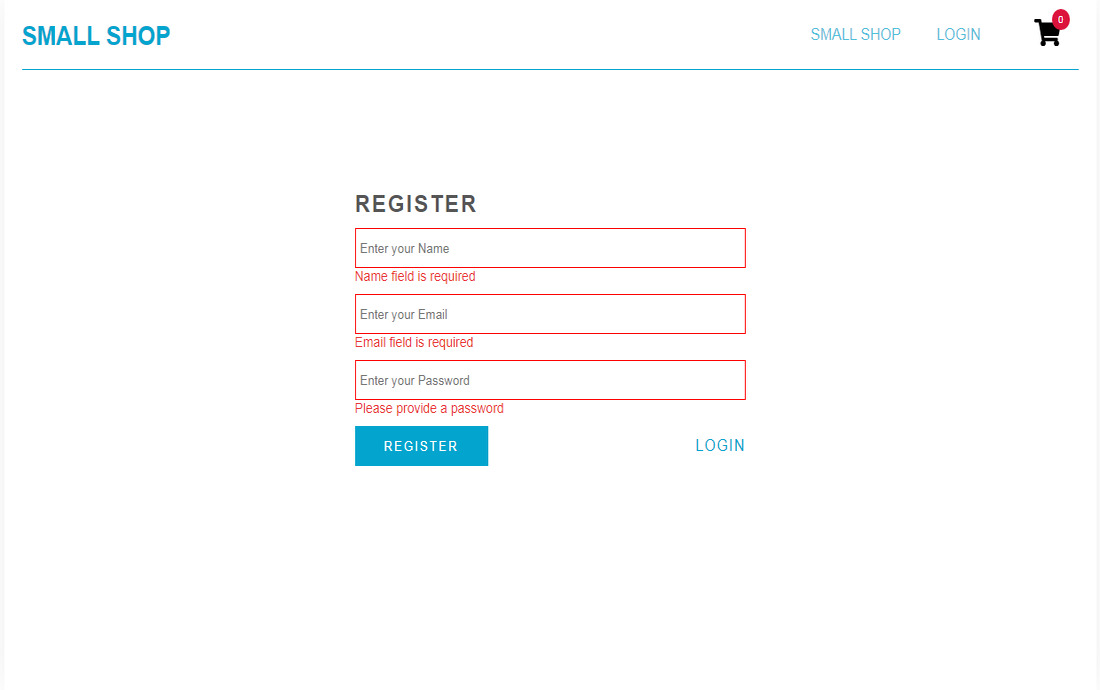 SMALL SHOP
SMALL SHOP LOGIN 0
REGISTER
Enter your Name
Name field is required
Enter your Email
Email field is required
Enter your Password
Please provide a password
REGISTER LOGIN